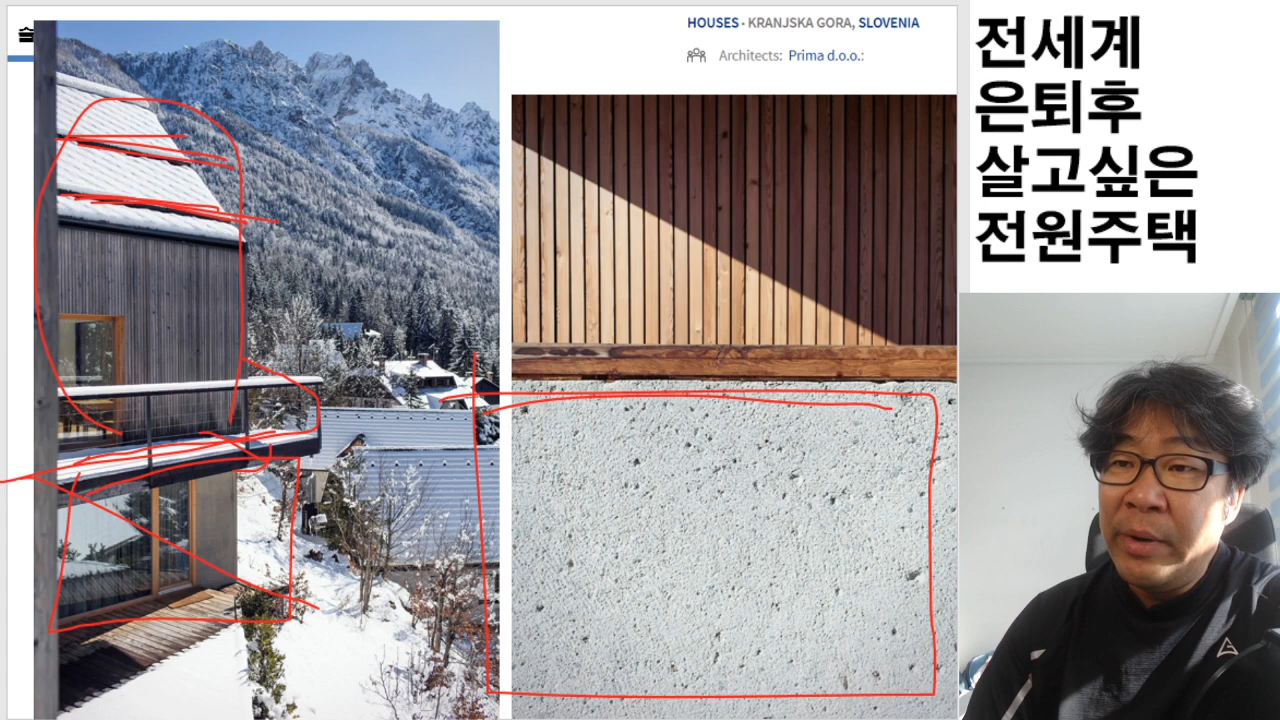 HOUSES · KRANJSKA GORA, SLOVENIA
Architects: Prima d.o.o.:
전세계
은퇴후
살고싶은
전원주택